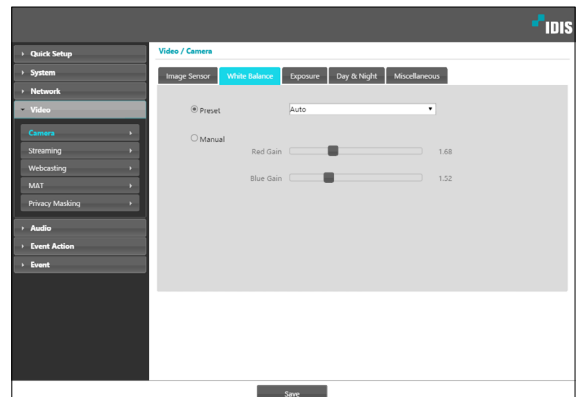 IDIS
Quick Setup
System
Network
Video
Camera
Streaming
Webcasting
MAT
Privacy Masking
Audio
Event Action
Event
Video / Camera
Image Sensor White Balance Exposure Day & Night Miscellaneous
Preset Auto
Manual
Red Gain 1.68
Blue Gain 1.52
Save